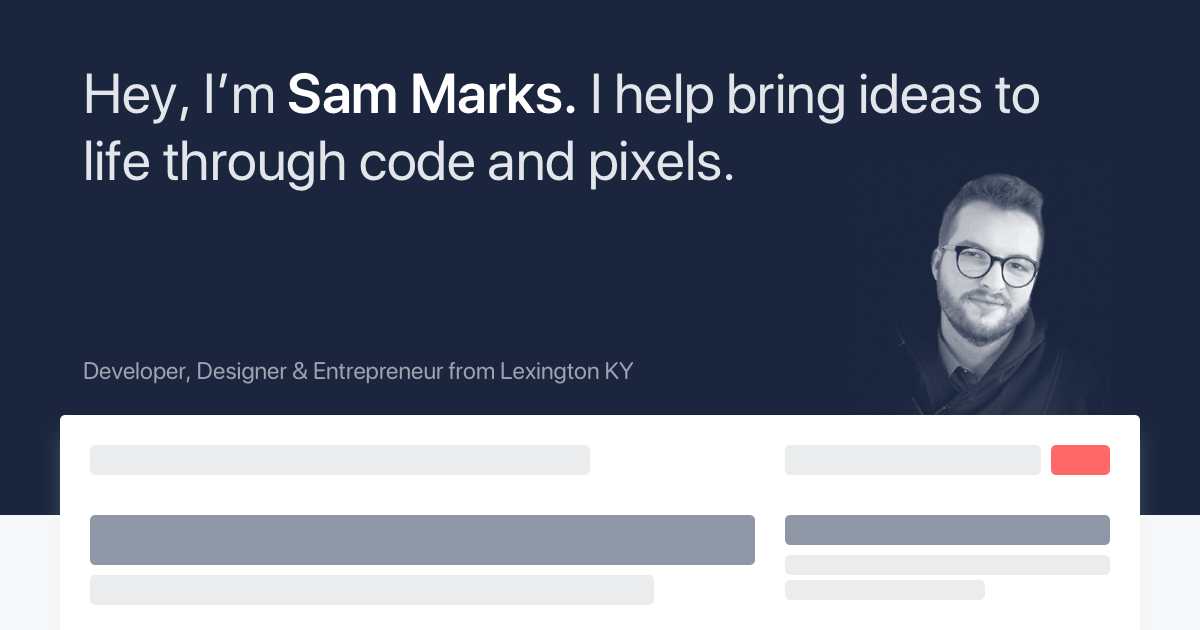 Hey, I’m Sam Marks. I help bring ideas to
life through code and pixels.
Developer, Designer & Entrepreneur from Lexington KY